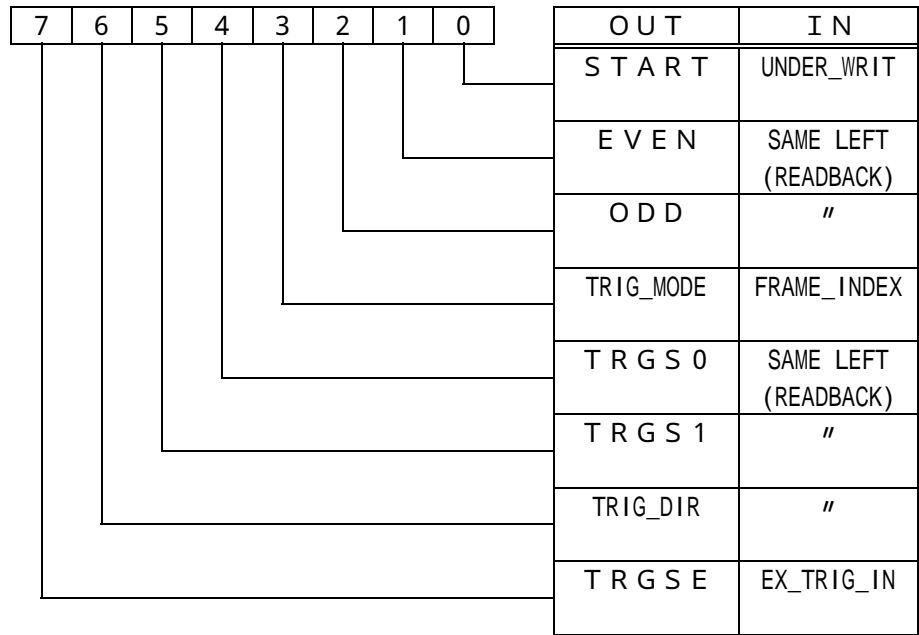 7 6 5 4 3 2 1 0
OUT IN
START UNDER_WRIT
EVEN SAME LEFT
(READBACK)
ODD 〃
TRIG_MODE FRAME_INDEX
TRGS0 SAME LEFT
(READBACK)
TRGS1 〃
TRIG_DIR 〃
TRGSE EX_TRIG_IN